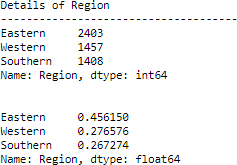 Details of Region
------------------------------------
Eastern     2403
Western     1457
Southern    1408
Name: Region, dtype: int64
Eastern     0.456150
Western     0.276576
Southern    0.267274
Name: Region, dtype: float64